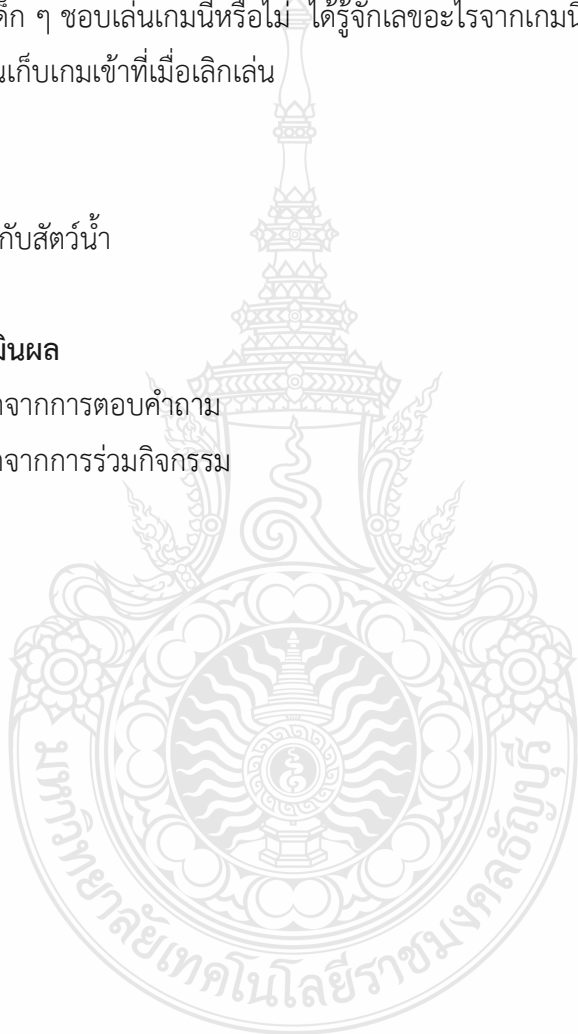 ด็ก ๆ ชอบเล่นเกมนี้หรือไม่ ได้รู้จักเลขอะไรจากเกมนี้
นเก็บเกมเข้าที่เมื่อเลิกเล่น
กับสัตว์น้ำ
มินผล
จากการตอบคำถาม
จากการร่วมกิจกรรม
มหาวิทยาลัยเทคโนโลยีราชมงคลธัญบุรี